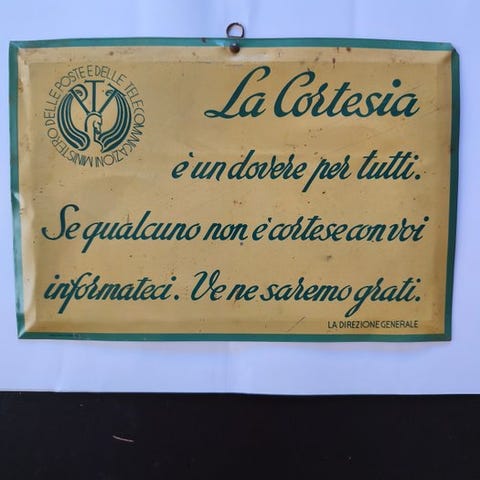 MINISTERO DELLE POSTE E DELLE TELECOMUNICAZIONI
PTT
La Cortesia
è un dovere per tutti.
Se qualcuno non è cortese con voi
informateci. Ve ne saremo grati.
LA DIREZIONE GENERALE